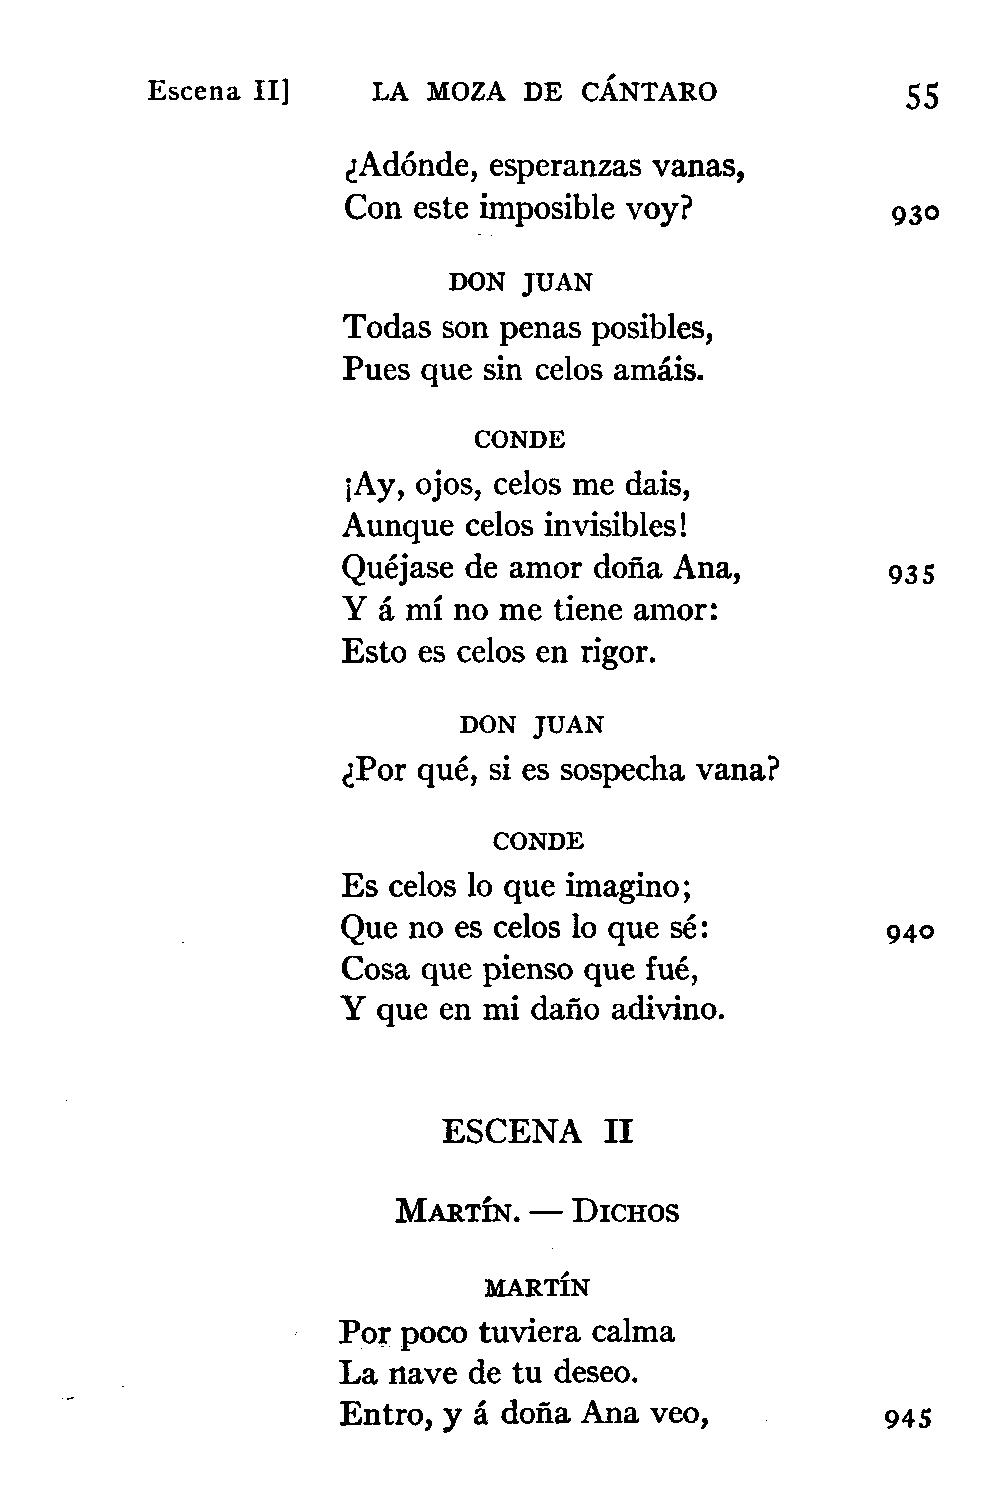 Escena II] LA MOZA DE CÁNTARO 55
¿Adónde, esperanzas vanas,
Con este imposible voy? 930
DON JUAN
Todas son penas posibles,
Pues que sin celos amáis.
CONDE
¡Ay, ojos, celos me dais,
Aunque celos invisibles!
Quéjase de amor doña Ana, 935
Y á mí no me tiene amor:
Esto es celos en rigor.
DON JUAN
¿Por qué, si es sospecha vana?
CONDE
Es celos lo que imagino;
Que no es celos lo que sé: 940
Cosa que pienso que fué,
Y que en mi daño adivino.
ESCENA II
MARTÍN. — DICHOS
MARTÍN
Por poco tuviera calma
La nave de tu deseo.
Entro, y á doña Ana veo, 945